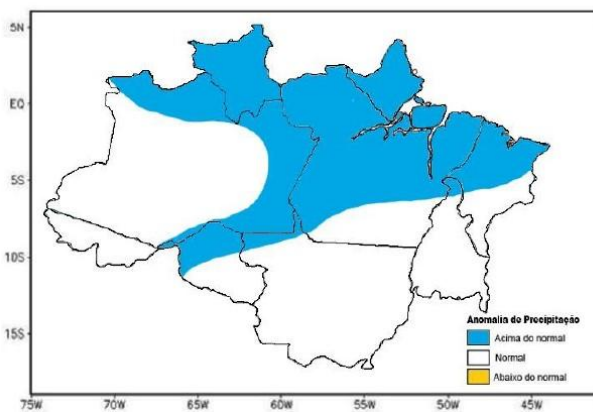 5N
EQ
5S
10S
15S
75W 70W 65W 60W 55W 50W 45W
Anomalia de Precipitação
Acima do normal
Normal
Abaixo do normal